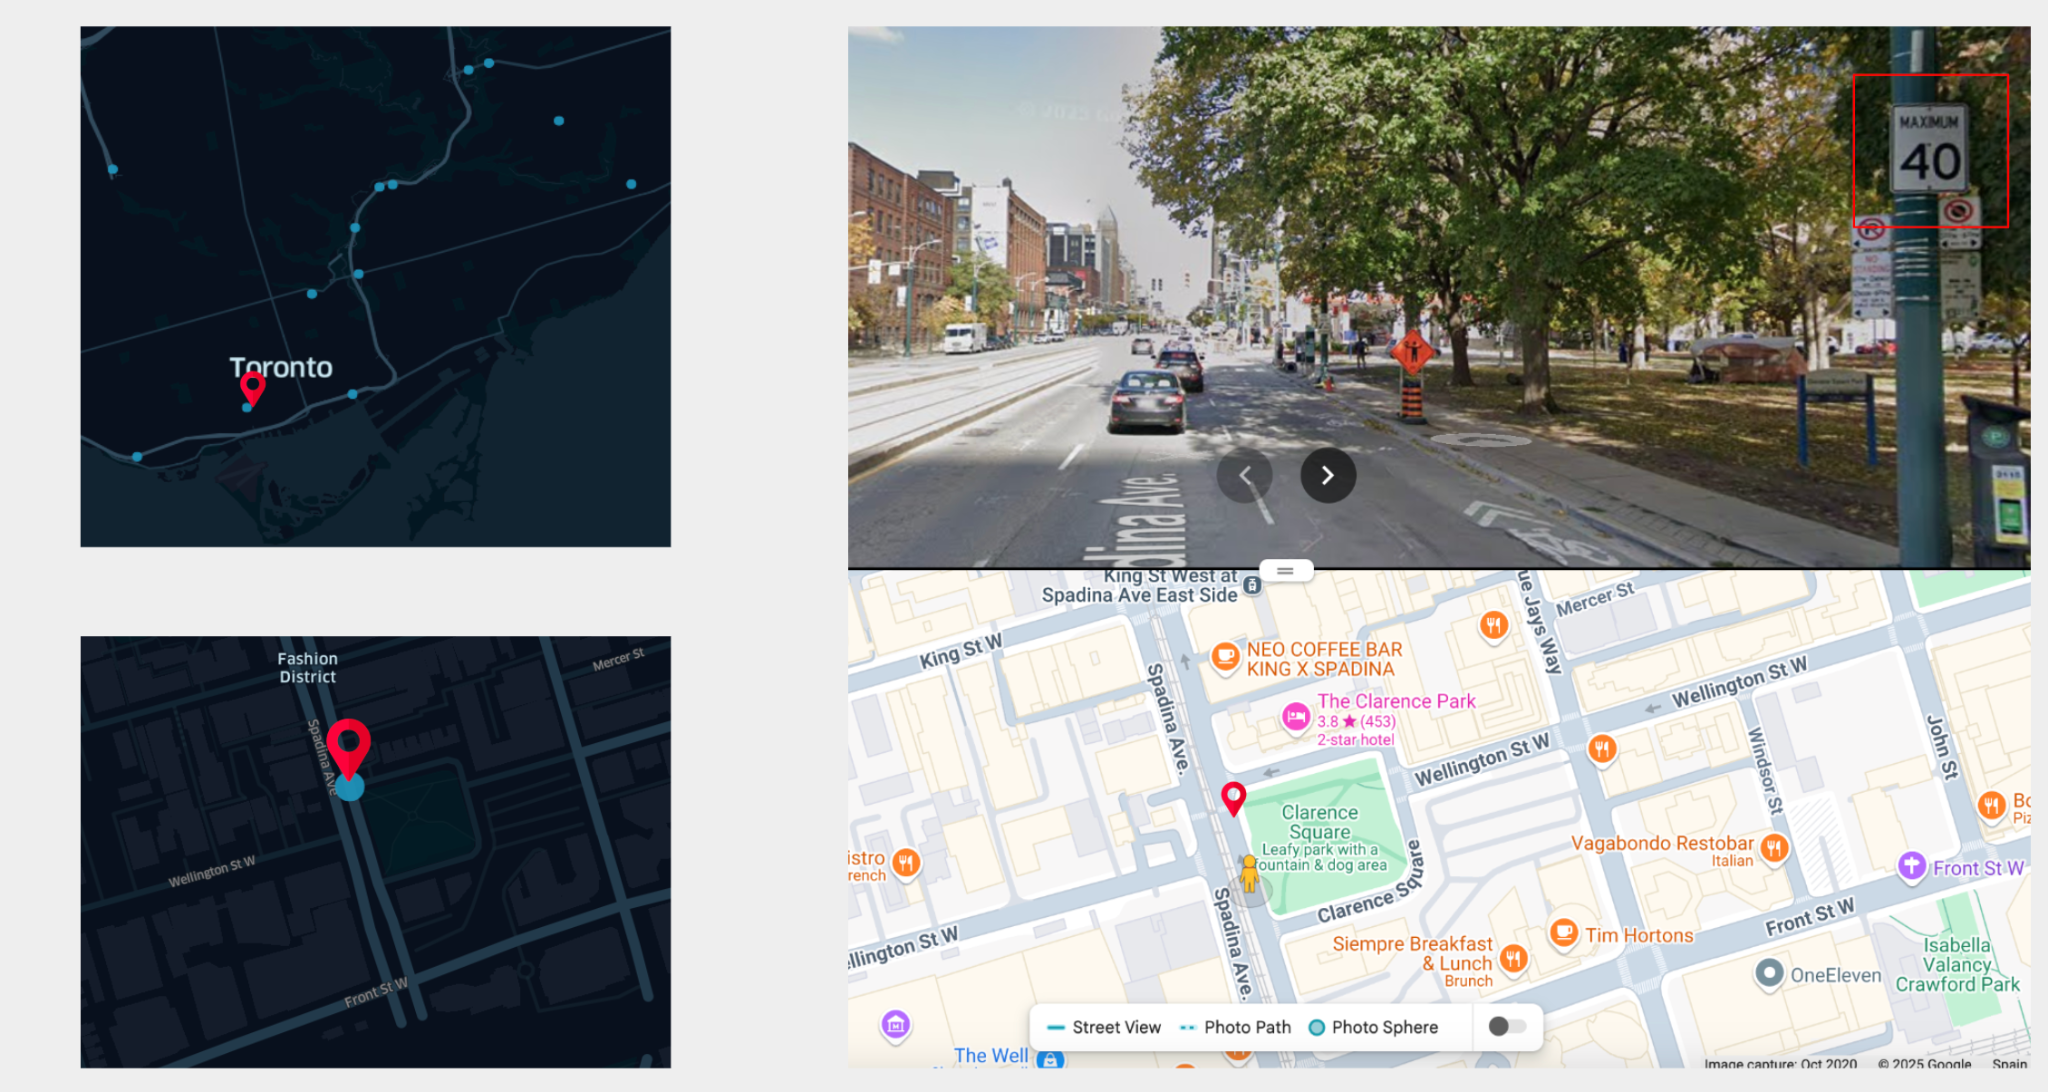 Toronto
Fashion
District
Mercer St
Spadina Ave
Wellington St W
Front St W
MAXIMUM
40
NO
STANDING
dina Ave.
King St West at
Spadina Ave East Side
King St W
NEO COFFEE BAR
KING X SPADINA
ue Jays Way
Mercer St
Spadina Ave.
The Clarence Park
3.8 ★ (453)
2-star hotel
Wellington St W
Wellington St W
Windsor St
John St
Clarence
Square
Leafy park with a
fountain & dog area
Bo
Piz
istro
rench
Vagabondo Restobar
Italian
Front St W
Clarence Square
Spadina Ave.
Front St W
ellington St W
Siempre Breakfast
& Lunch
Brunch
Tim Hortons
OneEleven
Isabella
Valancy
Crawford Park
Street View
Photo Path
Photo Sphere
The Well
Image capture: Oct 2020 © 2025 Google Spain